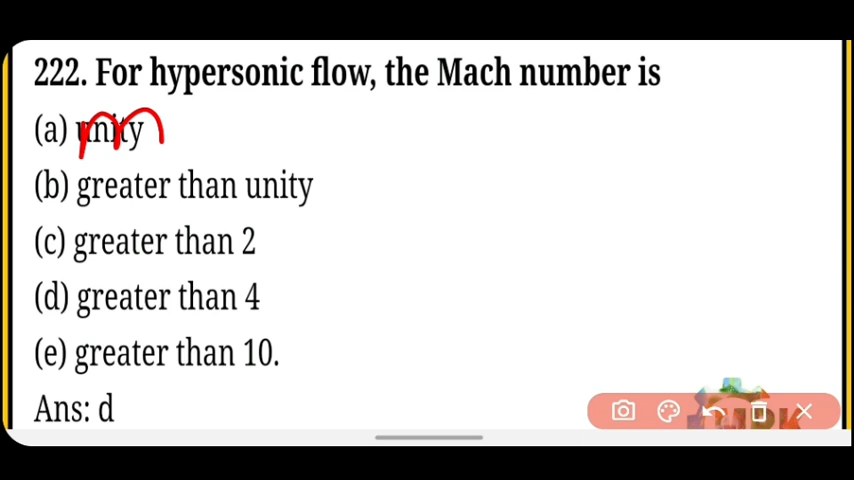 222. For hypersonic flow, the Mach number is
(a) unity
m
(b) greater than unity
(c) greater than 2
(d) greater than 4
(e) greater than 10.
Ans: d